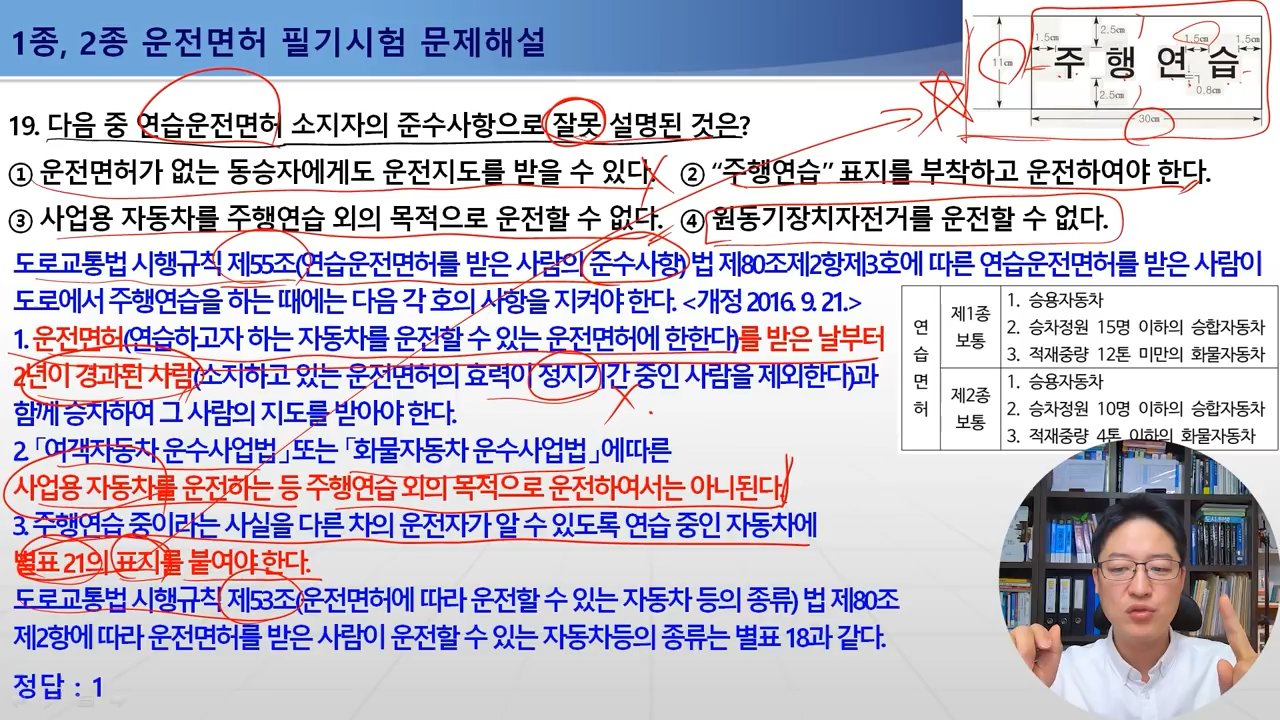 1종, 2종 운전면허 필기시험 문제해설
1.5㎝ 2.5㎝ 1.5㎝ 1.5㎝
11㎝ 주 행 연 습
2.5㎝ 0.8㎝
30㎝
19. 다음 중 연습운전면허 소지자의 준수사항으로 잘못 설명된 것은?
① 운전면허가 없는 동승자에게도 운전지도를 받을 수 있다. ② “주행연습” 표지를 부착하고 운전하여야 한다.
③ 사업용 자동차를 주행연습 외의 목적으로 운전할 수 없다. ④ 원동기장치자전거를 운전할 수 없다.
도로교통법 시행규칙 제55조(연습운전면허를 받은 사람의 준수사항) 법 제80조제2항제3호에 따른 연습운전면허를 받은 사람이
도로에서 주행연습을 하는 때에는 다음 각 호의 사항을 지켜야 한다. <개정 2016. 9. 21.>
1. 운전면허(연습하고자 하는 자동차를 운전할 수 있는 운전면허에 한한다)를 받은 날부터
2년이 경과된 사람(소지하고 있는 운전면허의 효력이 정지기간 중인 사람을 제외한다)과
함께 승차하여 그 사람의 지도를 받아야 한다.
2. 「여객자동차 운수사업법」또는 「화물자동차 운수사업법」에따른
사업용 자동차를 운전하는 등 주행연습 외의 목적으로 운전하여서는 아니된다.
3. 주행연습 중이라는 사실을 다른 차의 운전자가 알 수 있도록 연습 중인 자동차에
별표 21의 표지를 붙여야 한다.
도로교통법 시행규칙 제53조(운전면허에 따라 운전할 수 있는 자동차 등의 종류) 법 제80조
제2항에 따라 운전면허를 받은 사람이 운전할 수 있는 자동차등의 종류는 별표 18과 같다.
정답 : 1
연습면허
제1종 보통
1. 승용자동차
2. 승차정원 15명 이하의 승합자동차
3. 적재중량 12톤 미만의 화물자동차
제2종 보통
1. 승용자동차
2. 승차정원 10명 이하의 승합자동차
3. 적재중량 4톤 이하의 화물자동차